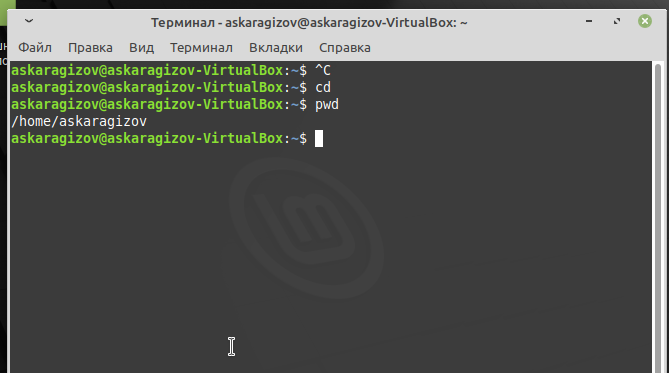 Терминал - askaragizov@askaragizov-VirtualBox: ~
Файл Правка Вид Терминал Вкладки Справка
askaragizov@askaragizov-VirtualBox:~$ ^C
askaragizov@askaragizov-VirtualBox:~$ cd
askaragizov@askaragizov-VirtualBox:~$ pwd
/home/askaragizov
askaragizov@askaragizov-VirtualBox:~$